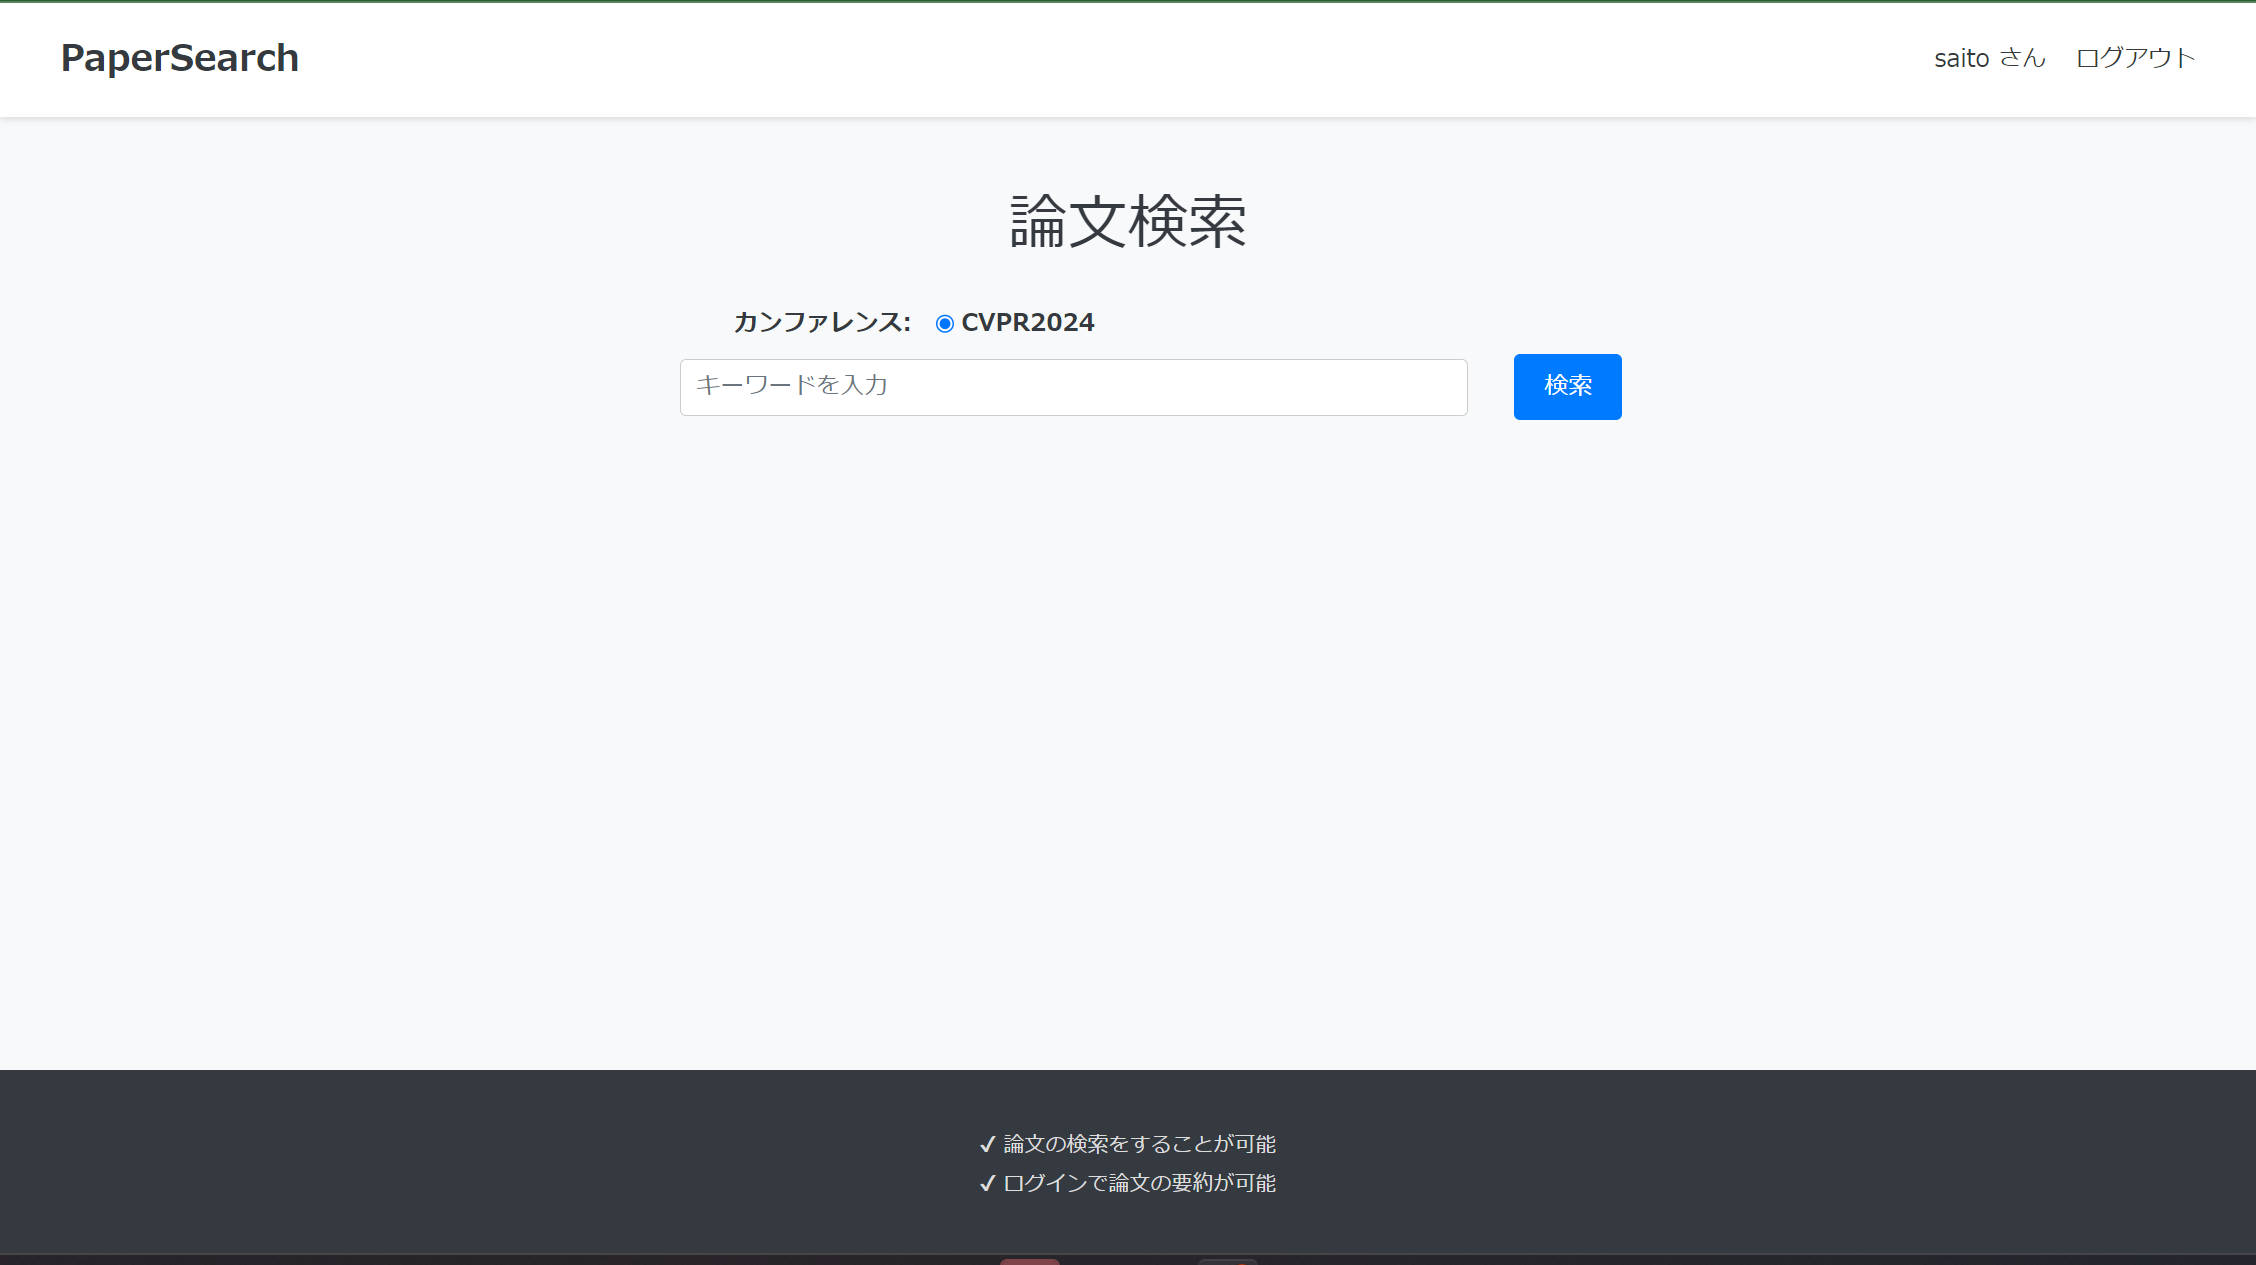 PaperSearch
saito さん ログアウト
論文検索
カンファレンス: CVPR2024
キーワードを入力
検索
✓ 論文の検索をすることが可能
✓ ログインで論文の要約が可能